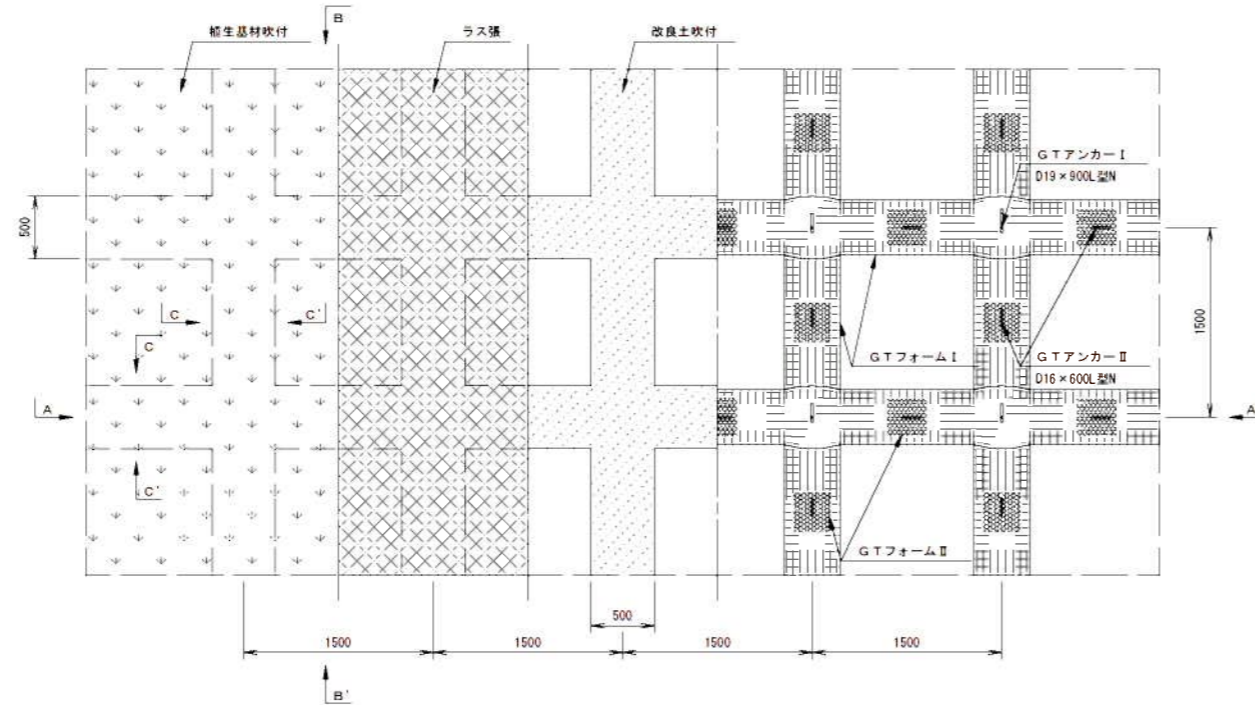 B
植生基材吹付
ラス張
改良土吹付
GTアンカーⅠ
D19×900L型N
500
C
C'
C
1500
GTフォームⅠ
GTアンカーⅡ
D16×600L型N
A
A
C'
GTフォームⅡ
500
1500
1500
1500
1500
B'